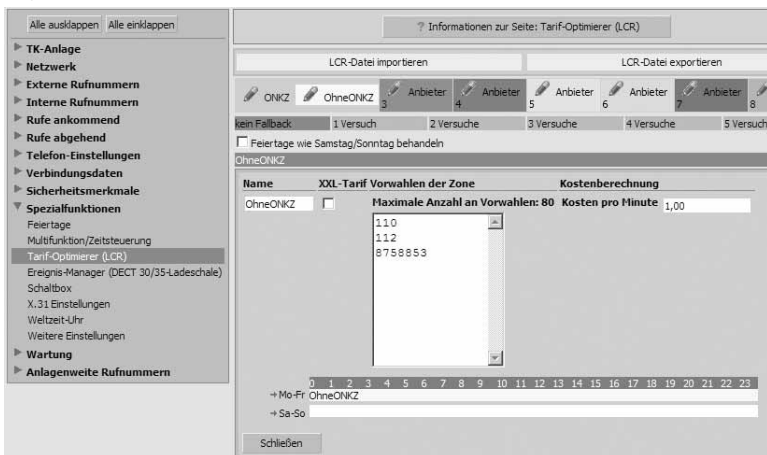 Alle ausklappen Alle einklappen
TK-Anlage
Netzwerk
Externe Rufnummern
Interne Rufnummern
Rufe ankommend
Rufe abgehend
Telefon-Einstellungen
Verbindungsdaten
Sicherheitsmerkmale
Spezialfunktionen
Feiertage
Multifunktion/Zeitsteuerung
Tarif-Optimierer (LCR)
Ereignis-Manager (DECT 30/35-Ladeschale)
Schaltbox
X.31 Einstellungen
Weltzeit-Uhr
Weitere Einstellungen
Wartung
Anlagenweite Rufnummern
? Informationen zur Seite: Tarif-Optimierer (LCR)
LCR-Datei importieren LCR-Datei exportieren
ONKZ OhneONKZ Anbieter 3 Anbieter 4 Anbieter 5 Anbieter 6 Anbieter 7 8
kein Fallback 1 Versuch 2 Versuche 3 Versuche 4 Versuche 5 Versuch
Feiertage wie Samstag/Sonntag behandeln
OhneONKZ
Name XXL-Tarif Vorwahlen der Zone Kostenberechnung
OhneONKZ Maximale Anzahl an Vorwahlen: 80 Kosten pro Minute 1,00
110
112
8758853
0 1 2 3 4 5 6 7 8 9 10 11 12 13 14 15 16 17 18 19 20 21 22 23
→ Mo-Fr OhneONKZ
→ Sa-So
Schließen